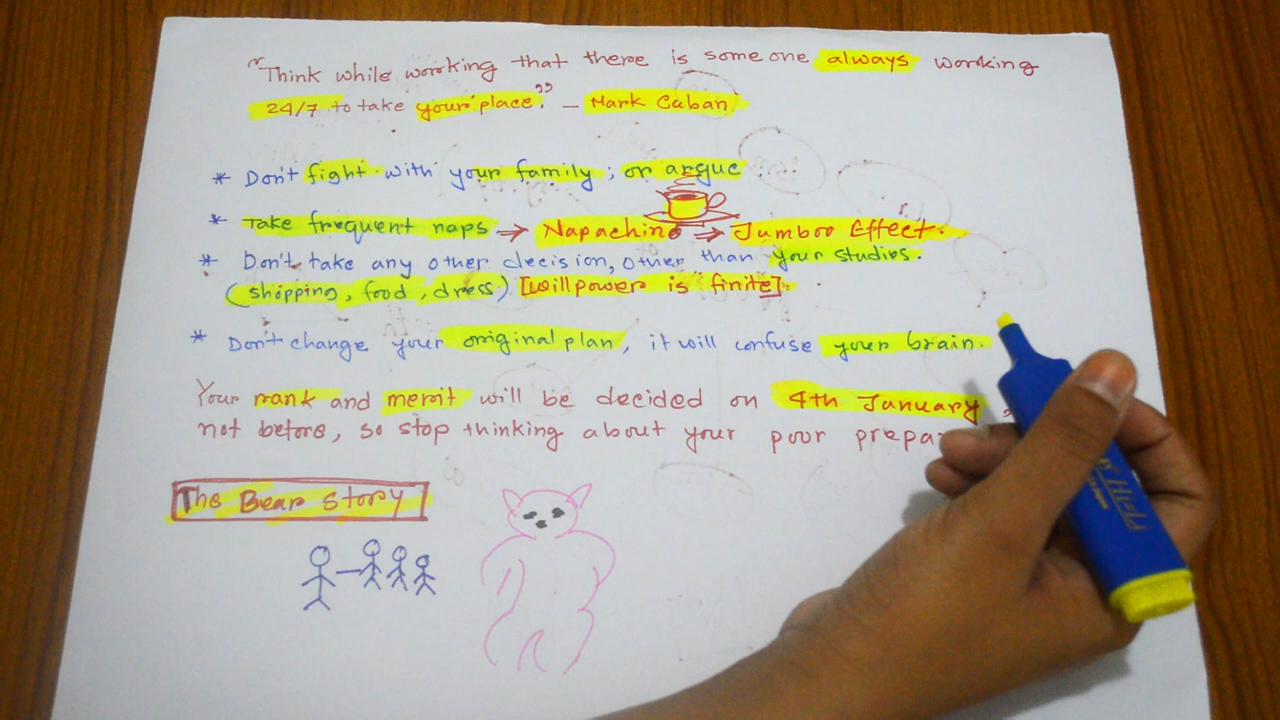 "Think while working that there is some one always working
24/7 to take your place." - Mark Cuban
* Don't fight with your family ; or argue
* Take frequent naps → Napachino → Jumboo Effect.
* Don't take any other decision, other than your studies.
(shopping, food, dress) [willpower is finite].
* Don't change your original plan, it will confuse your brain.
Your rank and merit will be decided on 4th January,
not before, so stop thinking about your poor prepa
The Bear Story